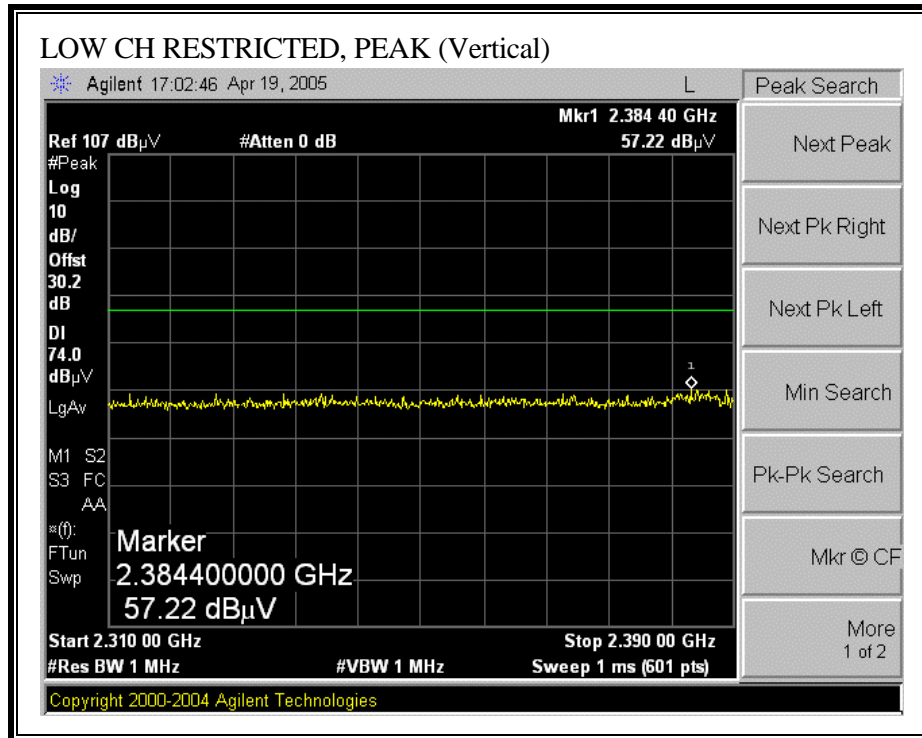 LOW CH RESTRICTED, PEAK (Vertical)
Agilent 17:02:46 Apr 19, 2005
L
Peak Search
Mkr1 2.384 40 GHz
Ref 107 dBμV
#Atten 0 dB
57.22 dBμV
#Peak
Log
10
dB/
Offst
30.2
dB
DI
74.0
dBμV
LgAv
1
M1 S2
S3 FC
AA
¤(f):
FTun
Swp
Marker
2.384400000 GHz
57.22 dBμV
Start 2.310 00 GHz
Stop 2.390 00 GHz
#Res BW 1 MHz
#VBW 1 MHz
Sweep 1 ms (601 pts)
Next Peak
Next Pk Right
Next Pk Left
Min Search
Pk-Pk Search
Mkr © CF
More
1 of 2
Copyright 2000-2004 Agilent Technologies